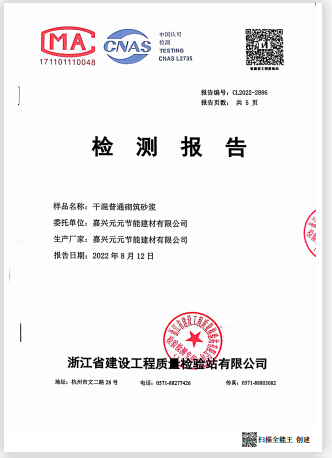 MA
171101110048
CNAS
中国认可
检测
TESTING
CNAS L2735
报告编号: CL2022-2886
报告页数: 共 5 页
检 测 报 告
样品名称: 干混普通砌筑砂浆
委托单位: 嘉兴元元节能建材有限公司
生产厂家: 嘉兴元元节能建材有限公司
报告日期: 2022 年 8 月 12 日
浙江省建设工程质量检验站有限公司
地址: 杭州市文二路 28 号 电话: 0571-88277426 传真: 0571-88803082
扫描全能王 创建